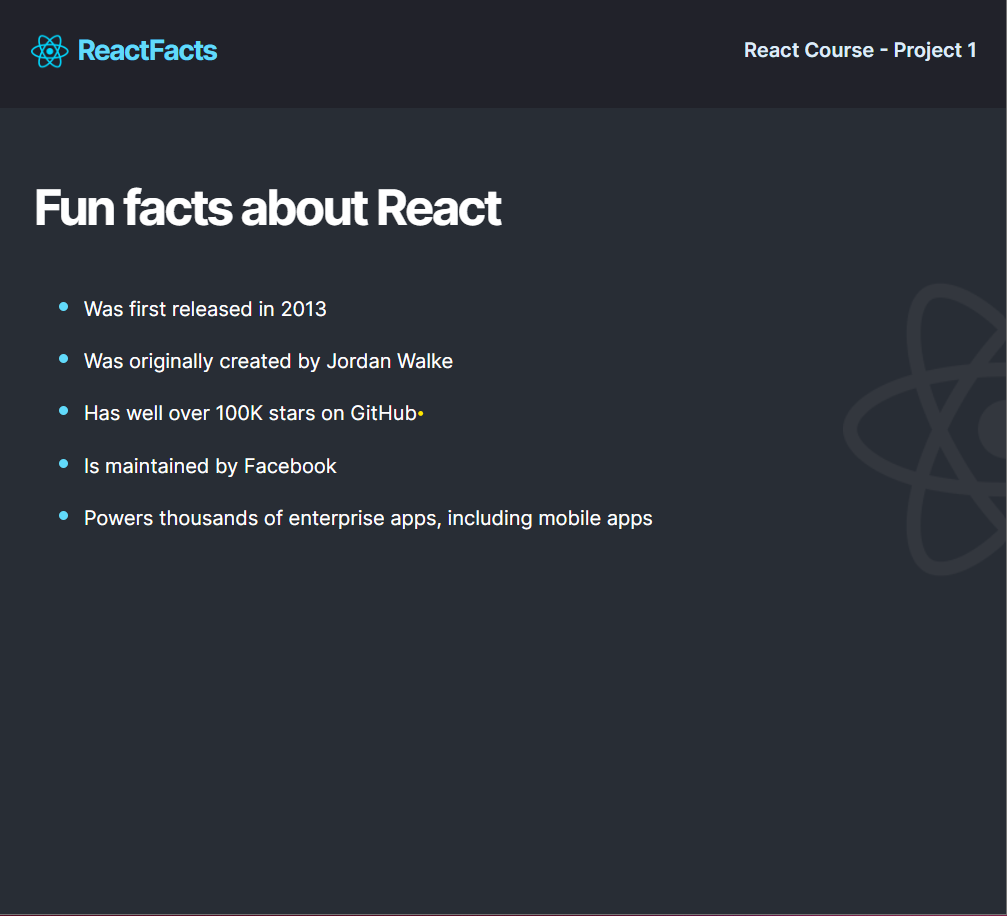 ReactFacts
React Course - Project 1
Fun facts about React
Was first released in 2013
Was originally created by Jordan Walke
Has well over 100K stars on GitHub
Is maintained by Facebook
Powers thousands of enterprise apps, including mobile apps